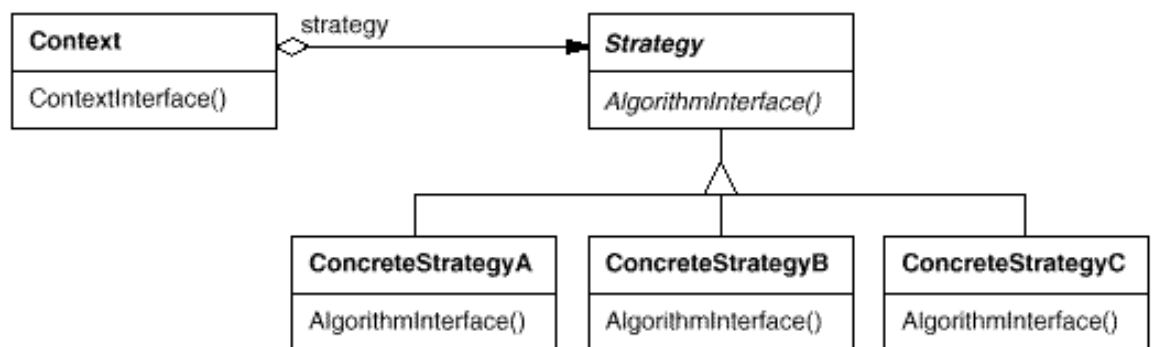 strategy
Context
Strategy
ContextInterface()
AlgorithmInterface()
ConcreteStrategyA
ConcreteStrategyB
ConcreteStrategyC
AlgorithmInterface()
AlgorithmInterface()
AlgorithmInterface()